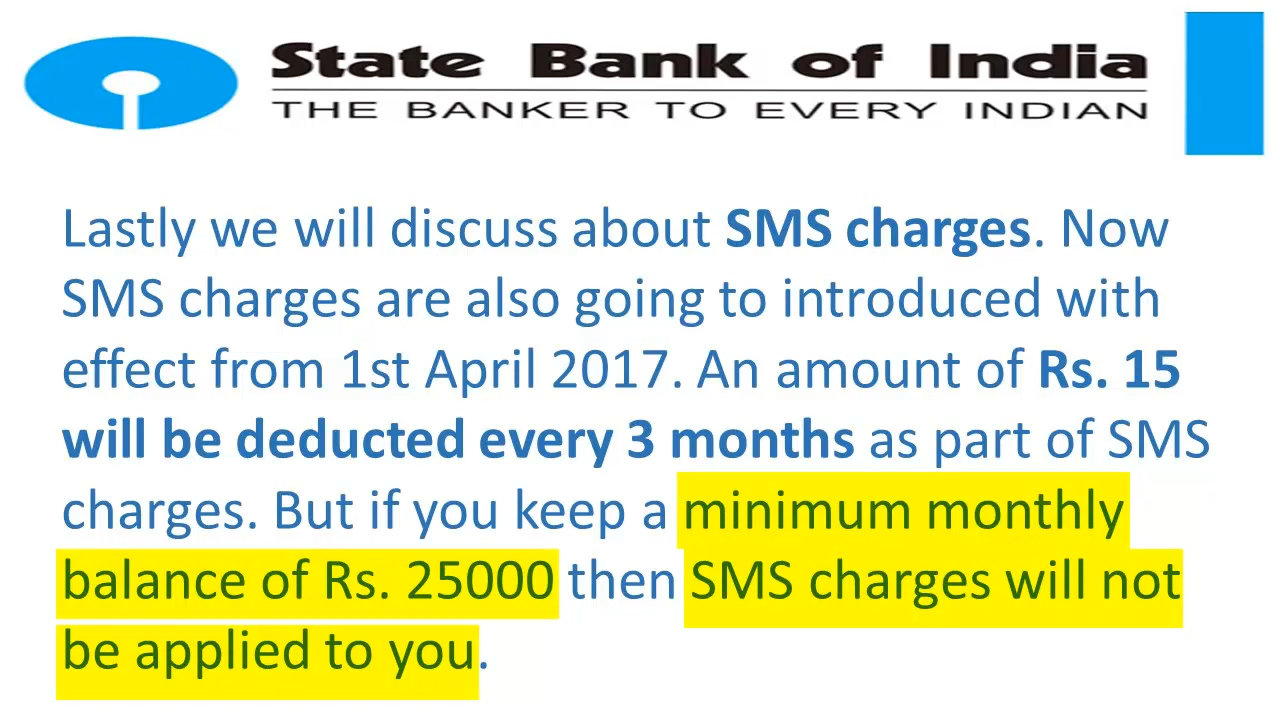 State Bank of India
THE BANKER TO EVERY INDIAN
Lastly we will discuss about SMS charges. Now
SMS charges are also going to introduced with
effect from 1st April 2017. An amount of Rs. 15
will be deducted every 3 months as part of SMS
charges. But if you keep a minimum monthly
balance of Rs. 25000 then SMS charges will not
be applied to you.